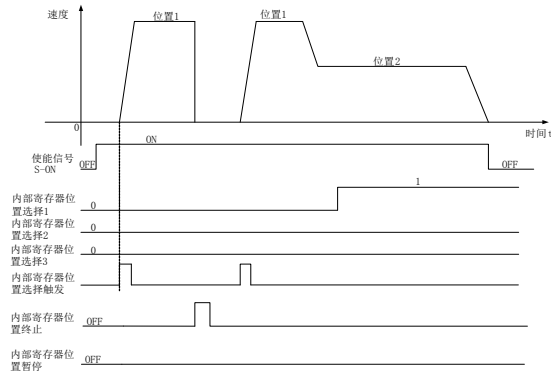 速度
位置1
位置1
位置2
0
时间t
使能信号
S-ON
OFF
ON
OFF
内部寄存器位
置选择1
0
1
内部寄存器位
置选择2
0
内部寄存器位
置选择3
0
内部寄存器位
置选择触发
内部寄存器位
置终止
OFF
内部寄存器位
置暂停
OFF